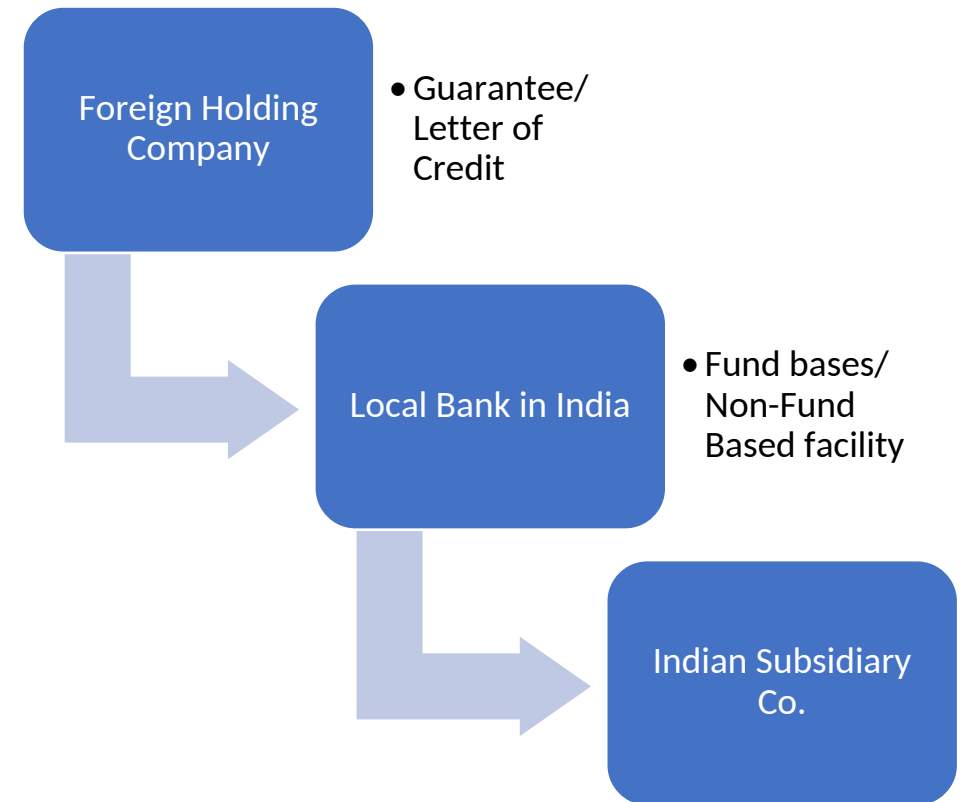 Foreign Holding
Company
• Guarantee/
Letter of
Credit
Local Bank in India
• Fund bases/
Non-Fund
Based facility
Indian Subsidiary
Co.